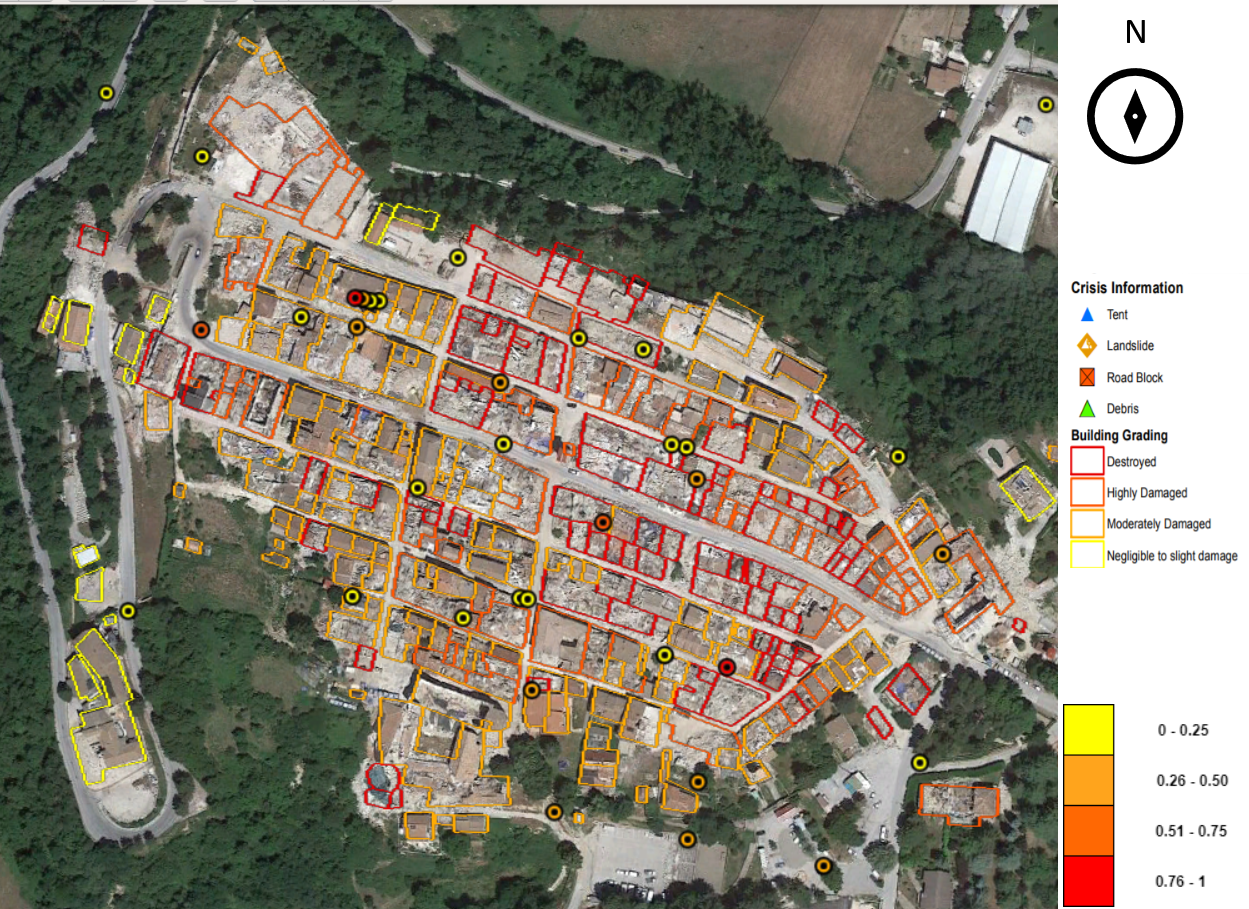 N
Crisis Information
Tent
Landslide
Road Block
Debris
Building Grading
Destroyed
Highly Damaged
Moderately Damaged
Negligible to slight damage
0 - 0.25
0.26 - 0.50
0.51 - 0.75
0.76 - 1